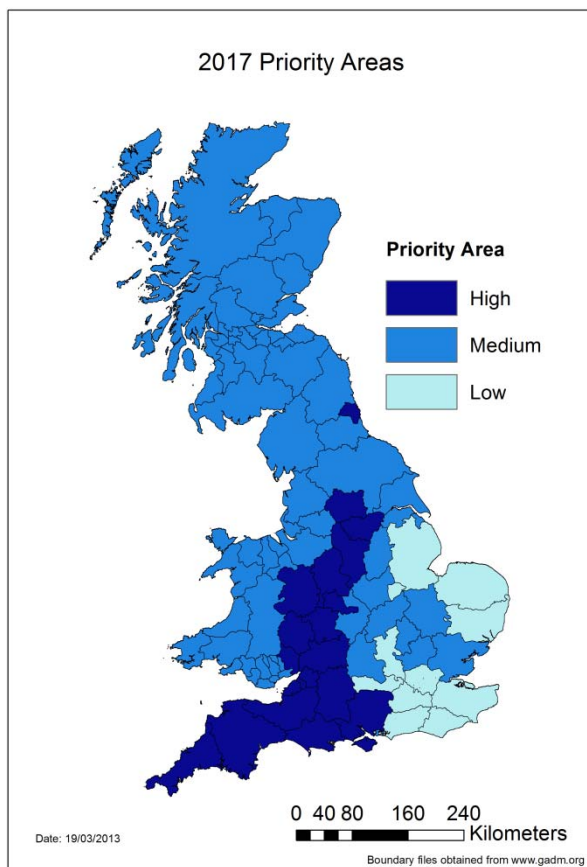 2017 Priority Areas
Priority Area
High
Medium
Low
0 40 80 160 240
Kilometers
Date: 19/03/2013
Boundary files obtained from www.gadm.org